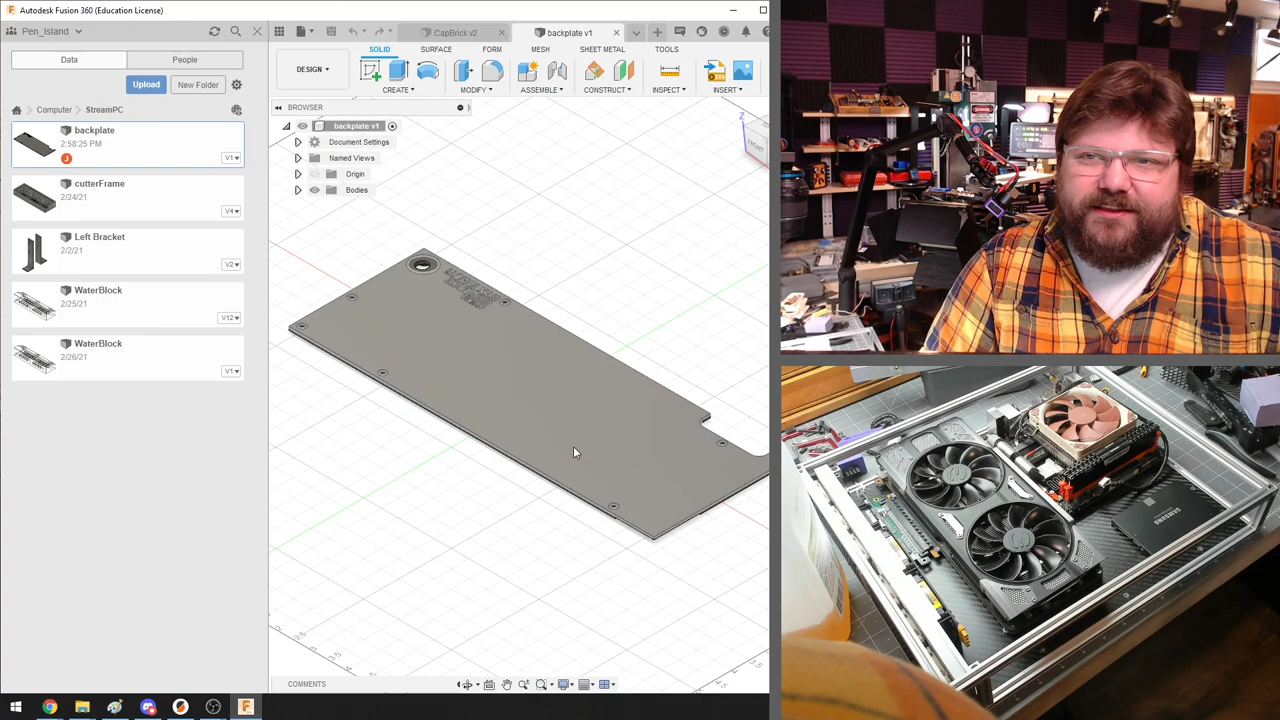 Autodesk Fusion 360 (Education License)
Pen_Island
CapBrick v2
backplate v1
Data
People
SOLID
SURFACE
FORM
MESH
SHEET METAL
TOOLS
DESIGN
Upload
New Folder
CREATE
MODIFY
ASSEMBLE
CONSTRUCT
INSPECT
INSERT
Computer
StreamPC
BROWSER
backplate
2:58:25 PM
J
V1
backplate v1
Document Settings
Named Views
Origin
Bodies
cutterFrame
2/24/21
V4
Left Bracket
2/2/21
V2
WaterBlock
2/25/21
V12
WaterBlock
2/26/21
V1
Z
FRONT
SAMSUNG
COMMENTS